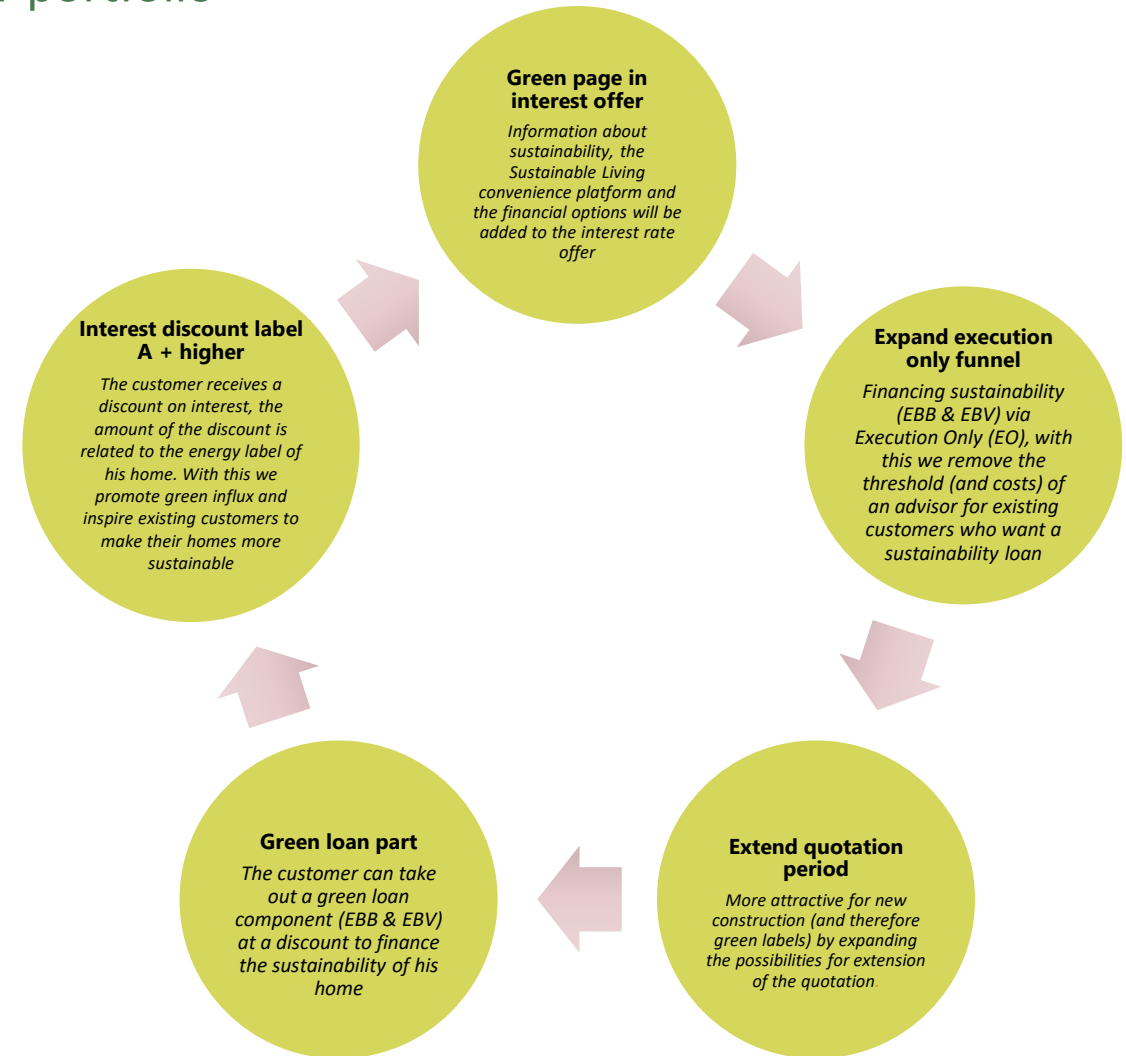 portfolio
Green page in
interest offer
Information about
sustainability, the
Sustainable Living
convenience platform and
the financial options will be
added to the interest rate
offer
Expand execution
only funnel
Financing sustainability
(EBB & EBV) via
Execution Only (EO), with
this we remove the
threshold (and costs) of
an advisor for existing
customers who want a
sustainability loan
Extend quotation
period
More attractive for new
construction (and therefore
green labels) by expanding
the possibilities for extension
of the quotation.
Green loan part
The customer can take
out a green loan
component (EBB & EBV)
at a discount to finance
the sustainability of his
home
Interest discount label
A + higher
The customer receives a
discount on interest, the
amount of the discount is
related to the energy label of
his home. With this we
promote green influx and
inspire existing customers to
make their homes more
sustainable